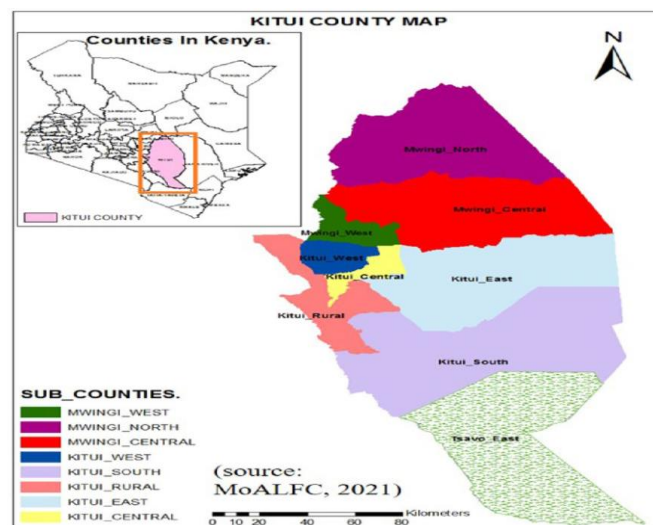 KITUI COUNTY MAP
Counties In Kenya.
N
KITUI
KITUI COUNTY
Mwingi_North
Mwingi_Central
Mwingi_West
Kitui_West
Kitui_Central
Kitui_East
Kitui_Rural
Kitui_South
Tsavo_East
SUB_COUNTIES.
MWINGI_WEST
MWINGI_NORTH
MWINGI_CENTRAL
KITUI_WEST
KITUI_SOUTH
KITUI_RURAL
KITUI_EAST
KITUI_CENTRAL
(source:
MoALFC, 2021)
Kilometers
0 10 20 40 60 80